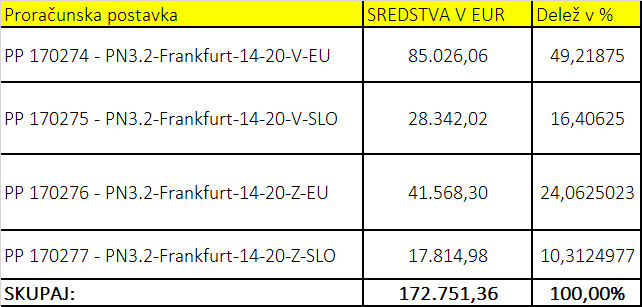 Proračunska postavka SREDSTVA V EUR Delež v %
PP 170274 - PN3.2-Frankfurt-14-20-V-EU 85.026,06 49,21875
PP 170275 - PN3.2-Frankfurt-14-20-V-SLO 28.342,02 16,40625
PP 170276 - PN3.2-Frankfurt-14-20-Z-EU 41.568,30 24,0625023
PP 170277 - PN3.2-Frankfurt-14-20-Z-SLO 17.814,98 10,3124977
SKUPAJ: 172.751,36 100,00%